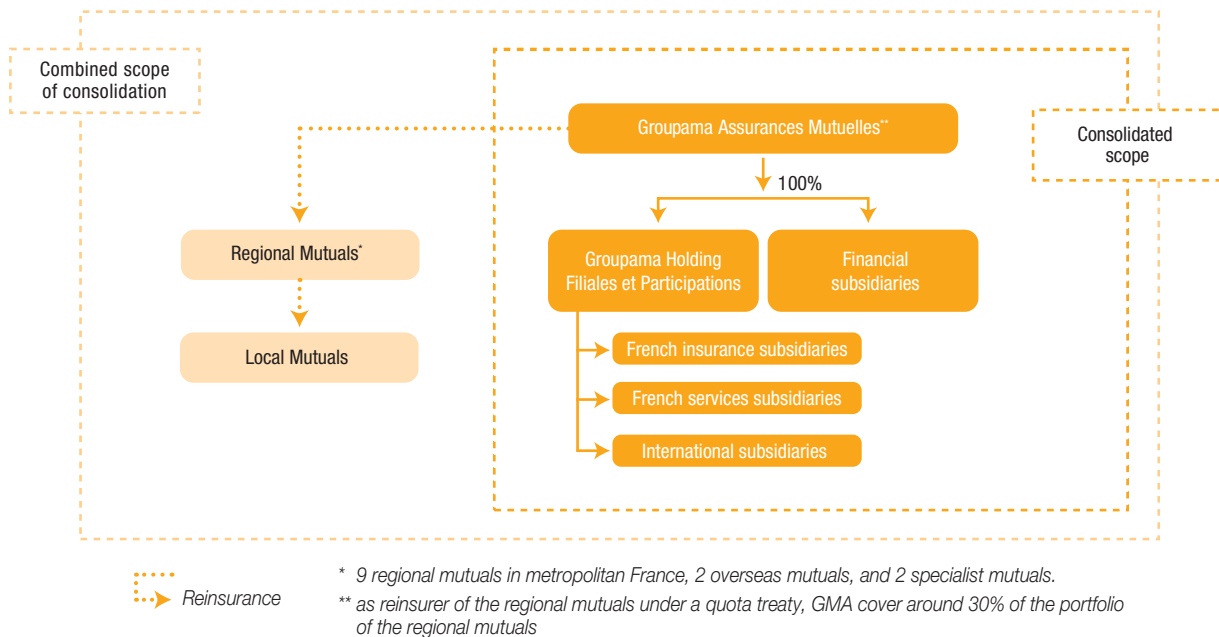 Combined scope
of consolidation
Groupama Assurances Mutuelles**
Consolidated
scope
100%
Regional Mutuals*
Groupama Holding
Filiales et Participations
Financial
subsidiaries
Local Mutuals
French insurance subsidiaries
French services subsidiaries
International subsidiaries
Reinsurance
* 9 regional mutuals in metropolitan France, 2 overseas mutuals, and 2 specialist mutuals.
** as reinsurer of the regional mutuals under a quota treaty, GMA cover around 30% of the portfolio
of the regional mutuals